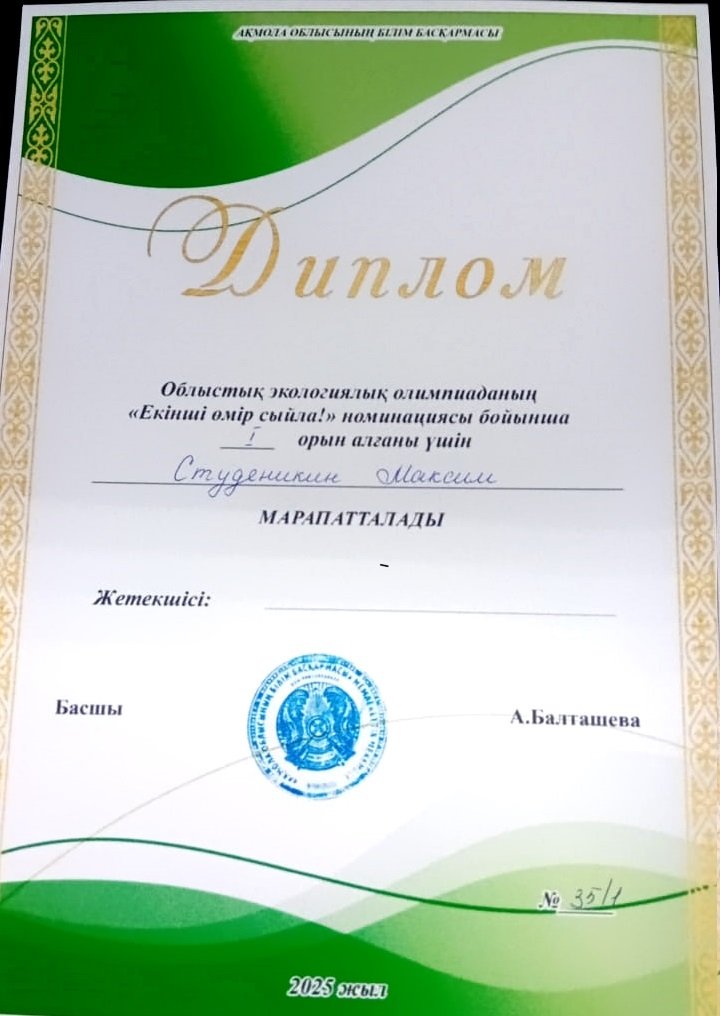 АҚМОЛА ОБЛЫСЫНЫҢ БІЛІМ БАСҚАРМАСЫ
Диплом
Облыстық экологиялық олимпиаданың
«Екінші өмір сыйла!» номинациясы бойынша
I орын алғаны үшін
Студеникин Максим
МАРАПАТТАЛАДЫ
Жетекшісі:
Басшы
А.Балташева
№ 35/1
2025 жыл